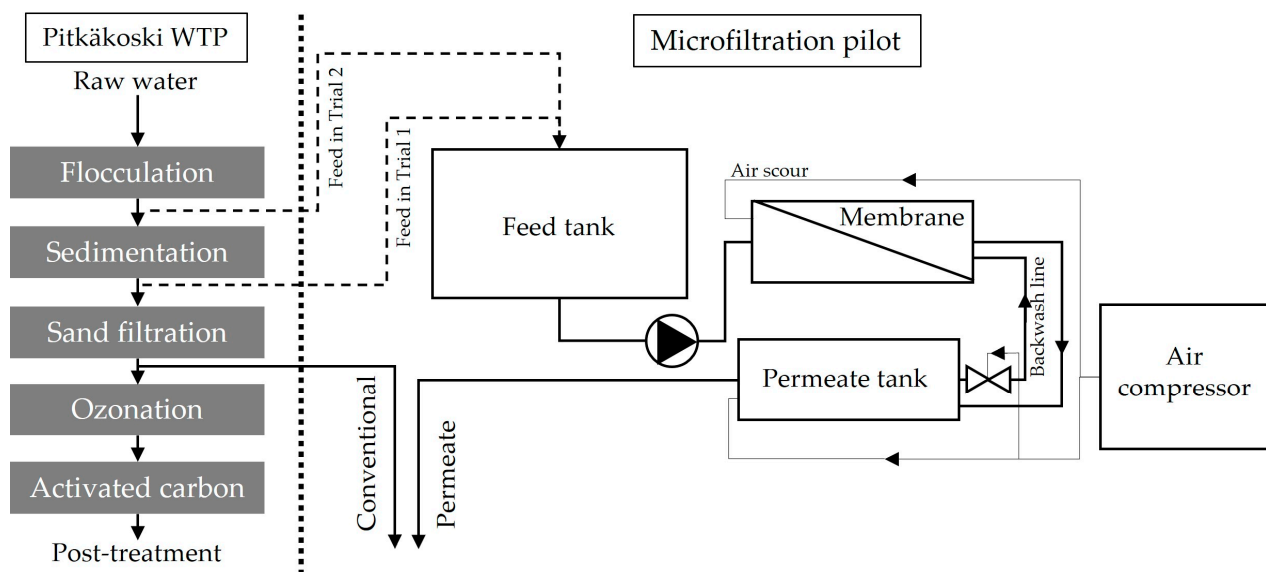 Pitkäkoski WTP
Raw water
Flocculation
Sedimentation
Sand filtration
Ozonation
Activated carbon
Post-treatment
Feed in Trial 2
Feed in Trial 1
Conventional
Permeate
Microfiltration pilot
Feed tank
Air scour
Membrane
Backwash line
Permeate tank
Air
compressor